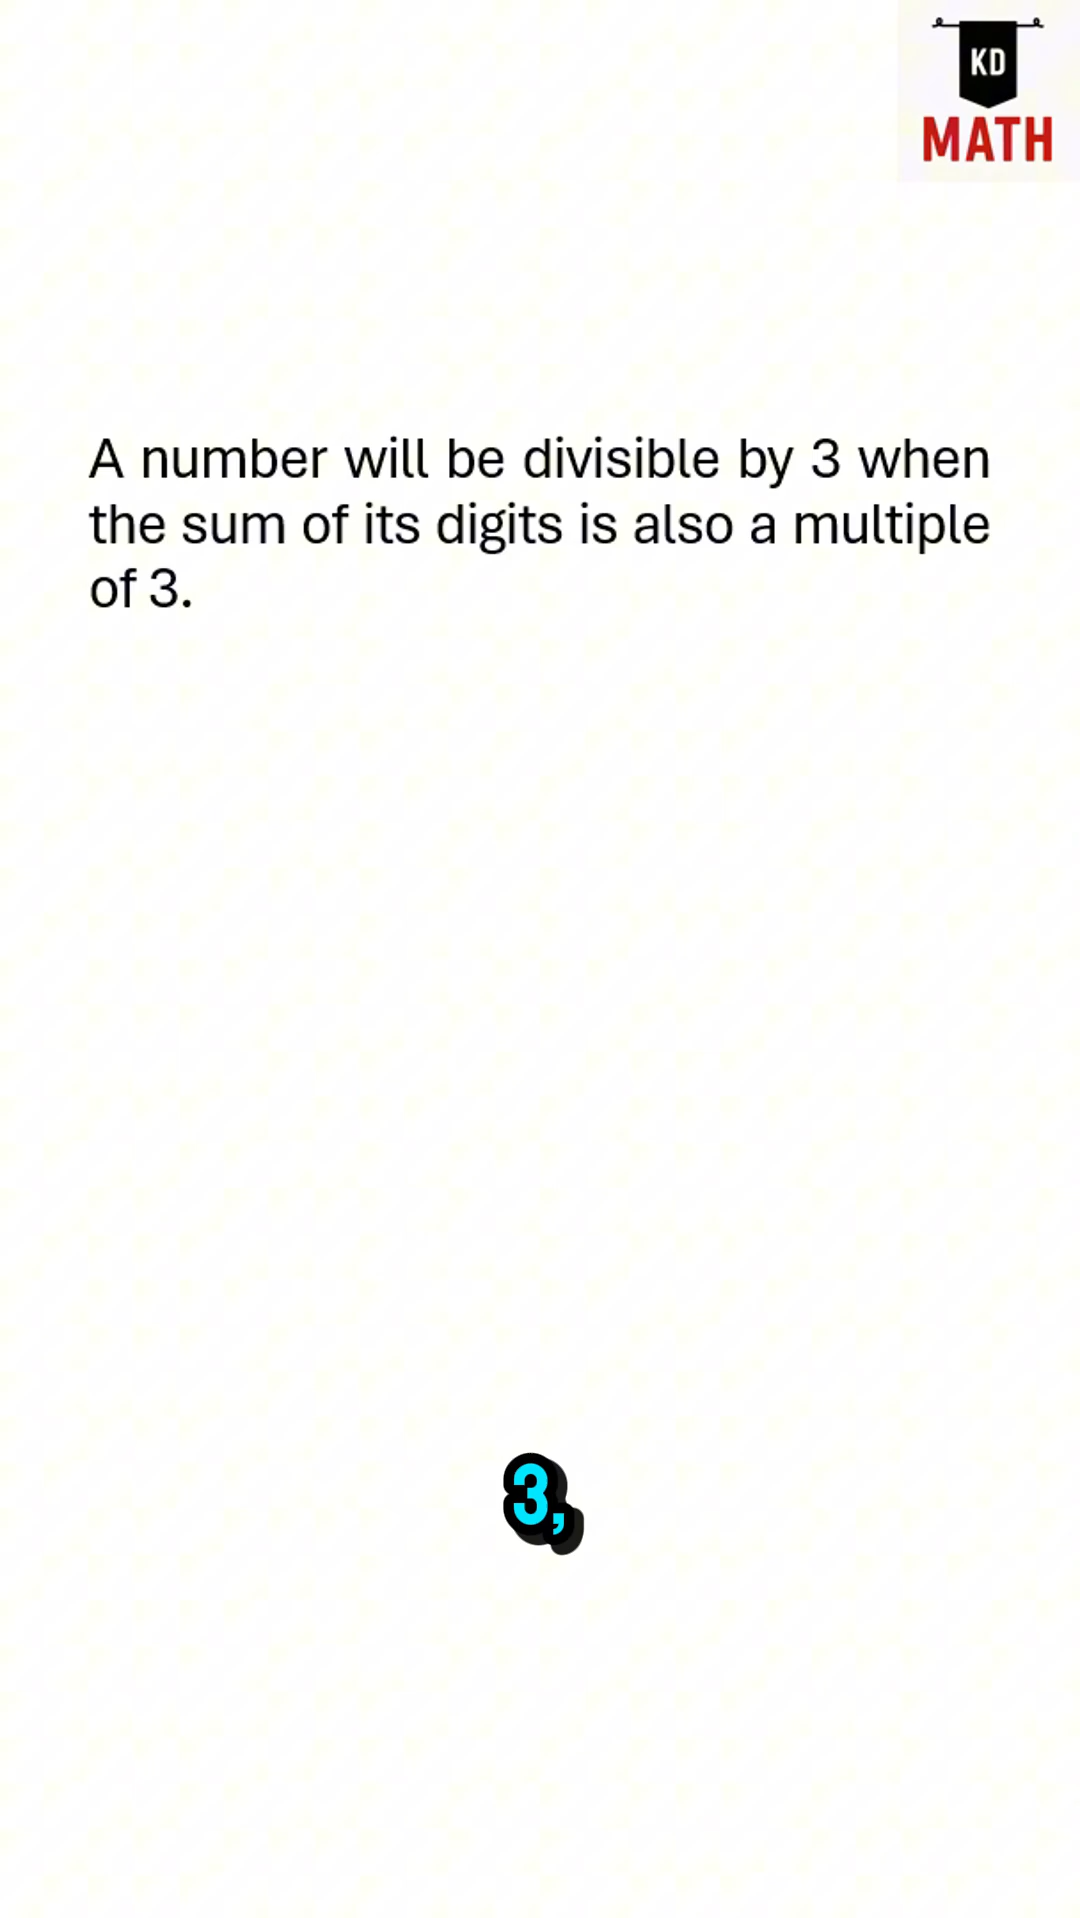 KD
MATH
A number will be divisible by 3 when
the sum of its digits is also a multiple
of 3.
3,